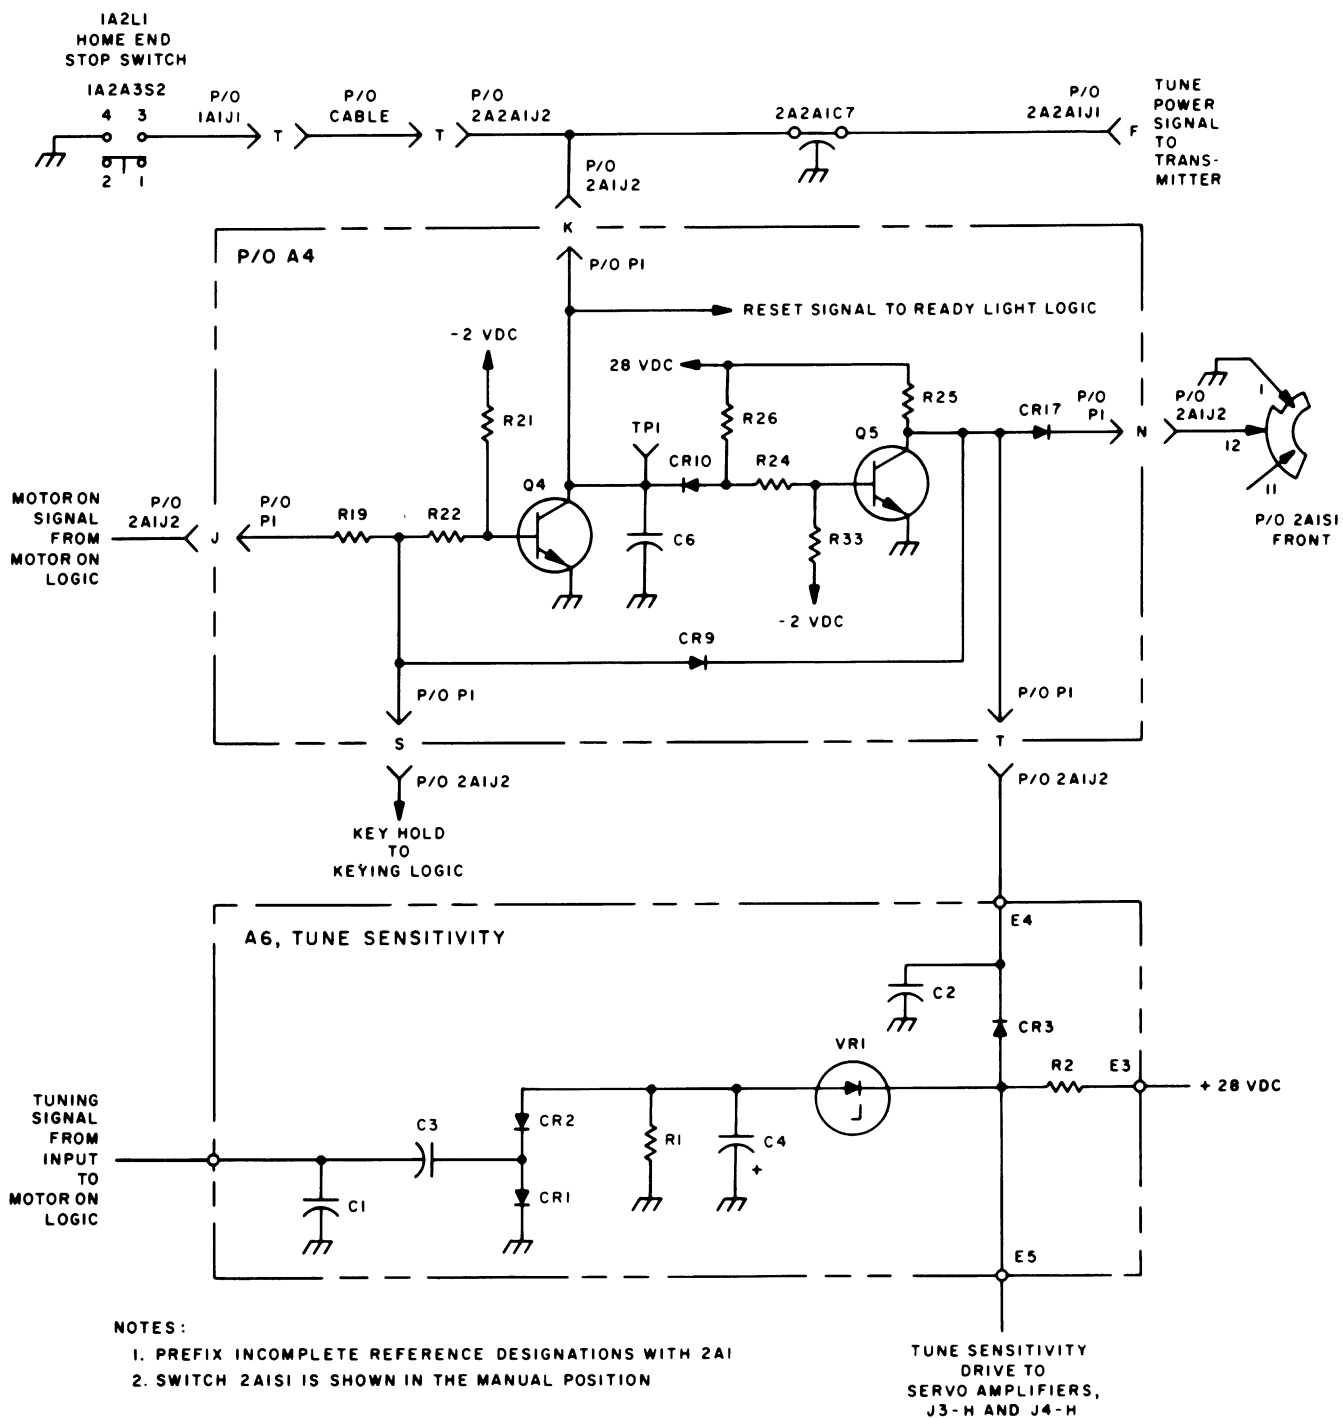 1A2L1
HOME END
STOP SWITCH
1A2A3S2
4 3
2 1
P/O
1A1J1
T
P/O
CABLE
T
P/O
2A2A1J2
2A2A1C7
P/O
2A2A1J1
F
TUNE
POWER
SIGNAL
TO
TRANS-
MITTER
P/O
2A1J2
K
P/O A4
P/O P1
RESET SIGNAL TO READY LIGHT LOGIC
-2 VDC
28 VDC
R21
R26
R25
TP1
CR10
R24
Q5
Q4
CR17
P/O
P1
N
P/O
2A1J2
1
12
11
P/O 2A1S1
FRONT
MOTOR ON
SIGNAL
FROM
MOTOR ON
LOGIC
P/O
2A1J2
J
P/O
P1
R19
R22
C6
R33
-2 VDC
CR9
P/O P1
P/O P1
S
T
P/O 2A1J2
P/O 2A1J2
KEY HOLD
TO
KEYING LOGIC
A6, TUNE SENSITIVITY
E4
C2
CR3
VR1
R2
E3
+ 28 VDC
TUNING
SIGNAL
FROM
INPUT
TO
MOTOR ON
LOGIC
C3
CR2
R1
C4
+
C1
CR1
E5
NOTES:
1. PREFIX INCOMPLETE REFERENCE DESIGNATIONS WITH 2A1
2. SWITCH 2A1S1 IS SHOWN IN THE MANUAL POSITION
TUNE SENSITIVITY
DRIVE TO
SERVO AMPLIFIERS,
J3-H AND J4-H